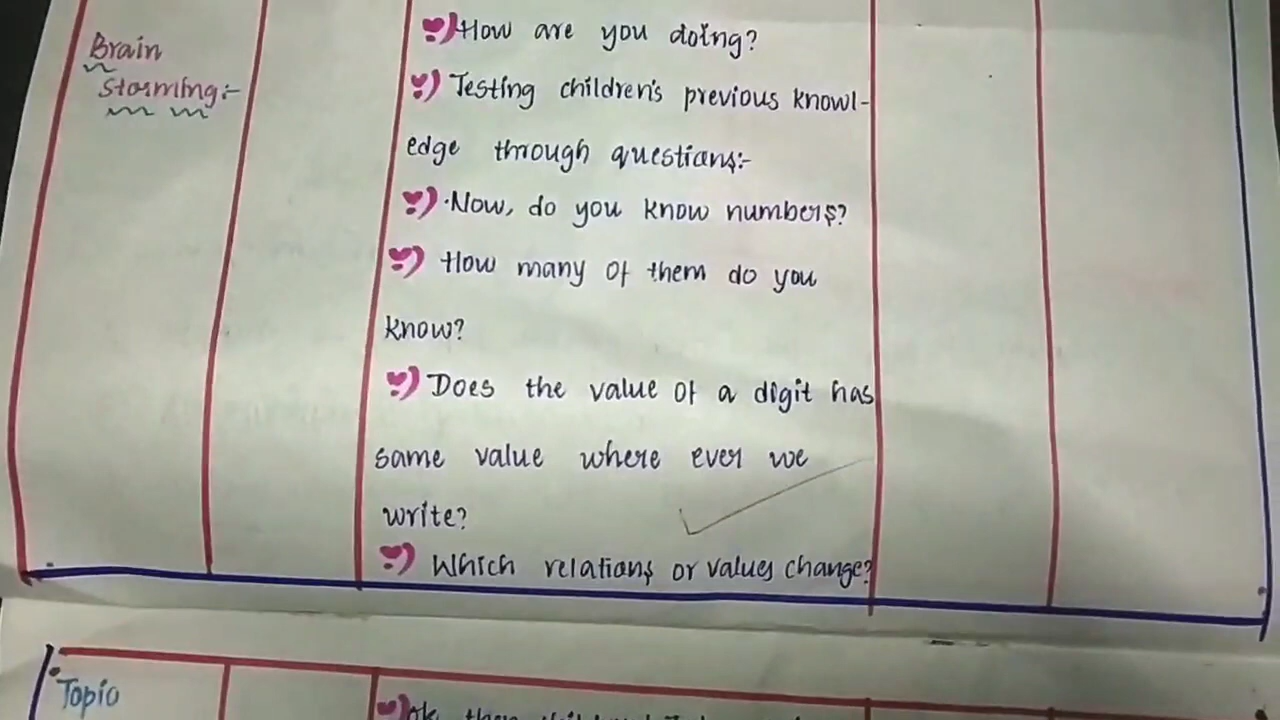 Brain
Storming:-
How are you doing?
Testing children's previous knowl-
edge through questians:-
Now, do you know numbers?
How many of them do you
know?
Does the value of a digit has
same value where ever we
write?
Which relations or values change?
Topic